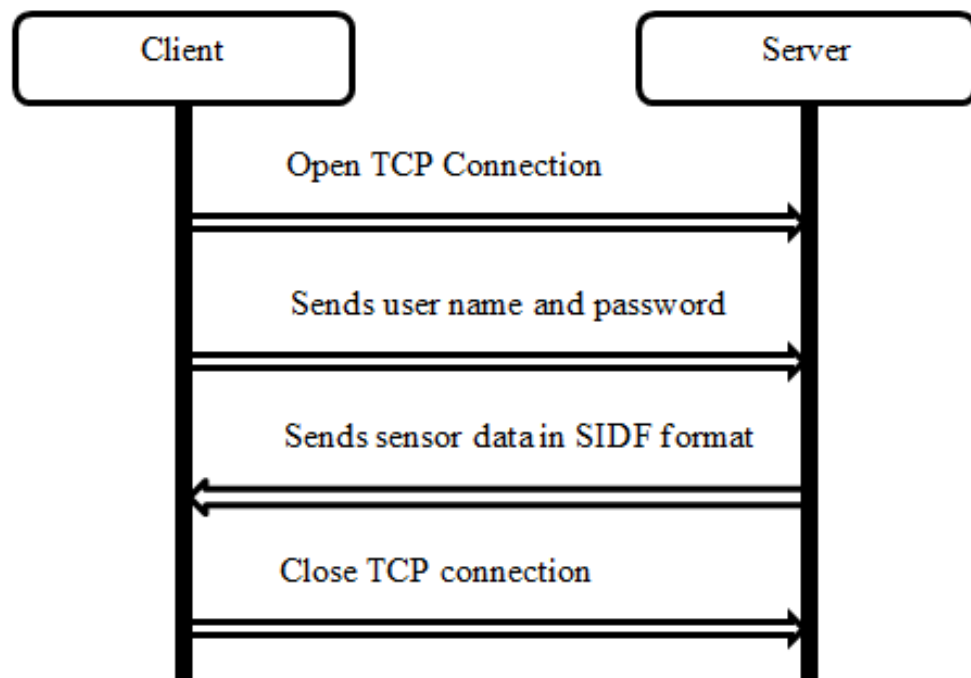 Client
Server
Open TCP Connection
Sends user name and password
Sends sensor data in SIDF format
Close TCP connection